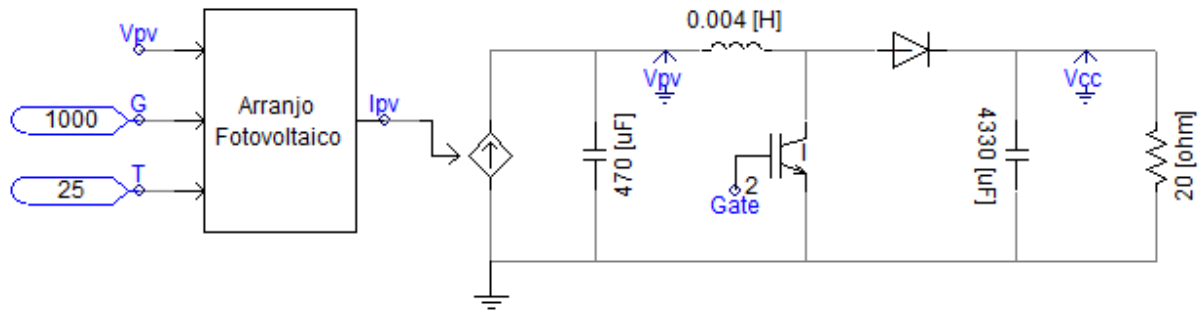 0.004 [H]
Vpv
Vpv
Vcc
1000
G
Arranjo
Fotovoltaico
Ipv
25
T
470 [uF]
I
2
Gate
4330 [uF]
20 [ohm]